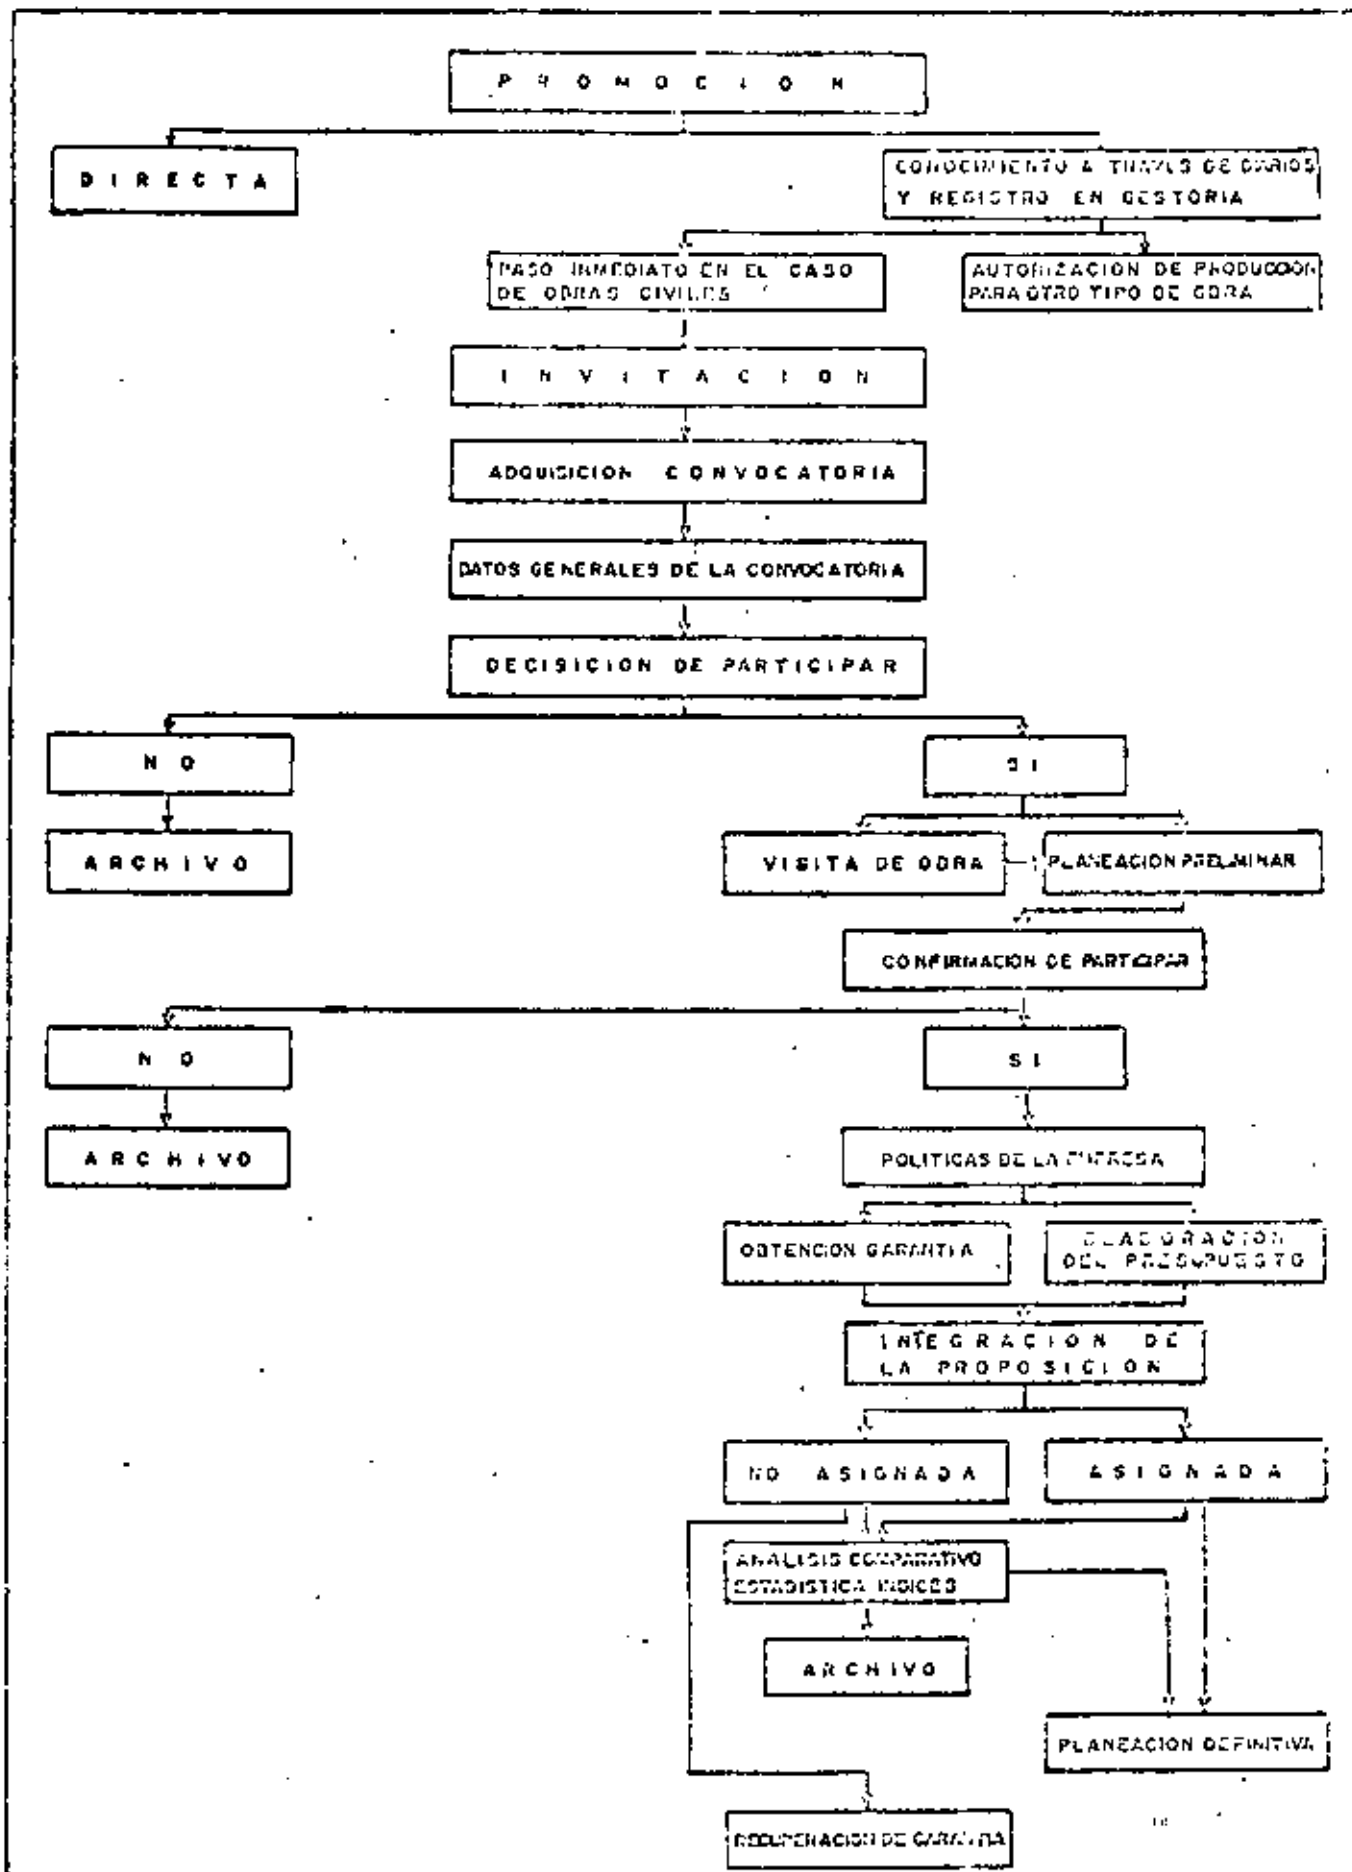 PROMOCION
DIRECTA
CONOCIMIENTO A TRAVES DE DIARIOS
Y REGISTRO EN GESTORIA
PASO INMEDIATO EN EL CASO
DE OBRAS CIVILES
AUTORIZACION DE PRODUCCION
PARA OTRO TIPO DE OBRA
INVITACION
ADQUISICION CONVOCATORIA
DATOS GENERALES DE LA CONVOCATORIA
DECISICION DE PARTICIPAR
NO
SI
ARCHIVO
VISITA DE OBRA
PLANEACION PRELIMINAR
CONFIRMACION DE PARTICIPAR
NO
SI
ARCHIVO
POLITICAS DE LA EMPRESA
OBTENCION GARANTIA
ELABORACION
DEL PRESUPUESTO
INTEGRACION DE
LA PROPOSICION
NO ASIGNADA
ASIGNADA
ANALISIS COMPARATIVO
ESTADISTICA INDICES
ARCHIVO
PLANEACION DEFINITIVA
RECUPERACION DE GARANTIA